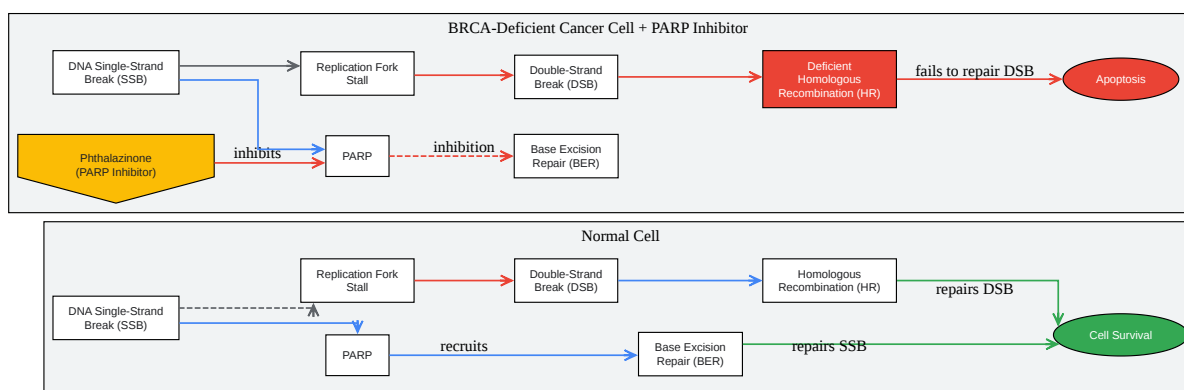 BRCA-Deficient Cancer Cell + PARP Inhibitor
DNA Single-Strand
Break (SSB)
Replication Fork
Stall
Double-Strand
Break (DSB)
Deficient
Homologous
Recombination (HR)
fails to repair DSB
Apoptosis
Phthalazinone
(PARP Inhibitor)
inhibits
PARP
inhibition
Base Excision
Repair (BER)
Normal Cell
Replication Fork
Stall
Double-Strand
Break (DSB)
Homologous
Recombination (HR)
repairs DSB
DNA Single-Strand
Break (SSB)
Cell Survival
PARP
recruits
Base Excision
Repair (BER)
repairs SSB